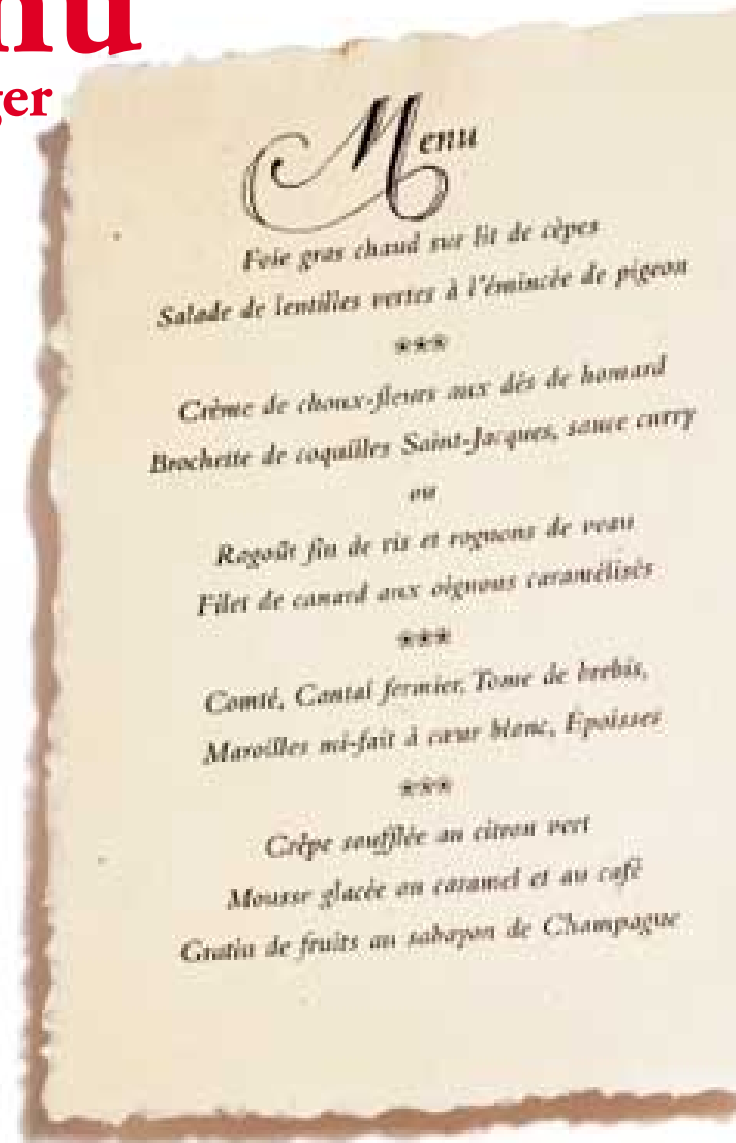 nu
ger
Menu
Foie gras chaud sur lit de cèpes
Salade de lentilles vertes à l'émincée de pigeon
***
Crème de choux-fleurs aux dés de homard
Brochette de coquilles Saint-Jacques, sauce curry
ou
Ragoût fin de ris et rognons de veau
Filet de canard aux oignons caramélisés
***
Comté, Cantal fermier, Tome de brebis,
Maroilles mi-fait à cœur blanc, Époisses
***
Crêpe soufflée au citron vert
Mousse glacée au caramel et au café
Gratin de fruits au sabayon de Champagne